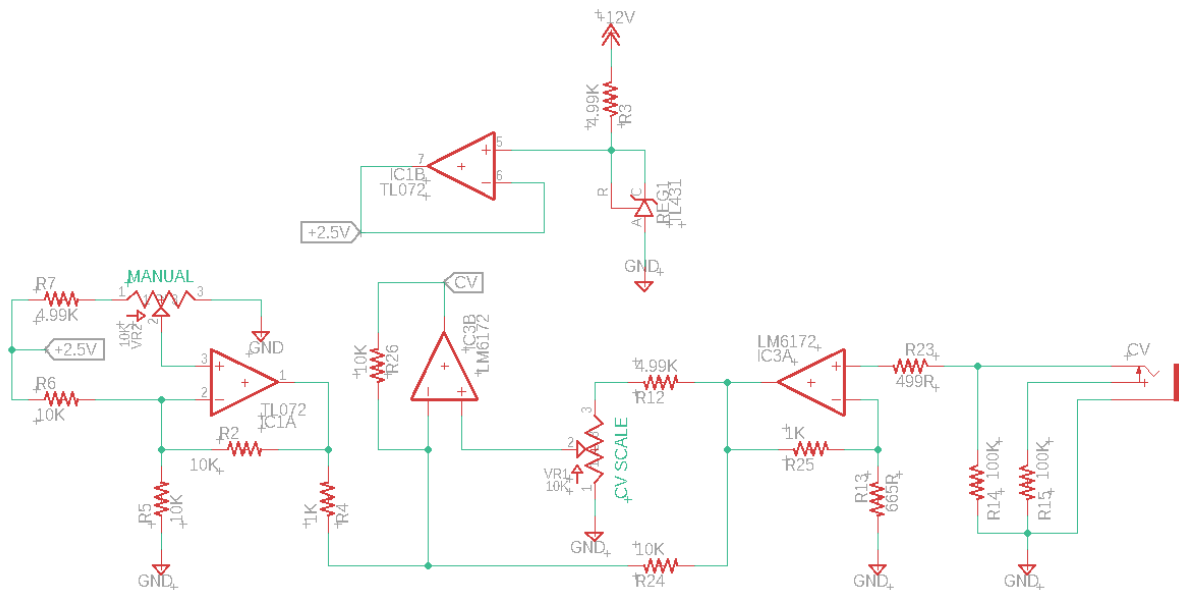 +12V
4.99K
R3
5
7
6
IC1B
TL072
R
C
A
REG1
TL431
+2.5V
GND
R7
MANUAL
1
3
4.99K
2
10K
VR2
GND
+2.5V
R6
10K
3
2
1
TL072
IC1A
R2
10K
R5
10K
1K
R4
GND
CV
10K
R26
IC3B
LM6172
4.99K
R12
3
2
1
VR1
10K
CV SCALE
GND
10K
R24
LM6172
IC3A
R23
499R
1K
R25
R13
665R
GND
CV
100K
R14
100K
R15
GND